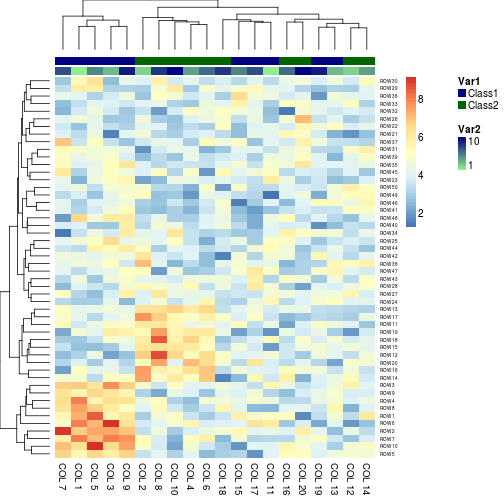 ROW30
ROW29
ROW36
ROW33
ROW32
ROW26
ROW22
ROW21
ROW37
ROW31
ROW39
ROW35
ROW45
ROW23
ROW50
ROW49
ROW46
ROW41
ROW48
ROW40
ROW34
ROW25
ROW44
ROW42
ROW38
ROW47
ROW43
ROW28
ROW27
ROW24
ROW13
ROW17
ROW11
ROW19
ROW18
ROW15
ROW12
ROW20
ROW16
ROW14
ROW3
ROW9
ROW4
ROW8
ROW1
ROW6
ROW2
ROW7
ROW10
ROW5
COL 7
COL 1
COL 5
COL 3
COL 9
COL 2
COL 8
COL 10
COL 4
COL 6
COL 18
COL 15
COL 17
COL 11
COL 16
COL 20
COL 19
COL 13
COL 12
COL 14
8
6
4
2
Var1
Class1
Class2
Var2
10
1